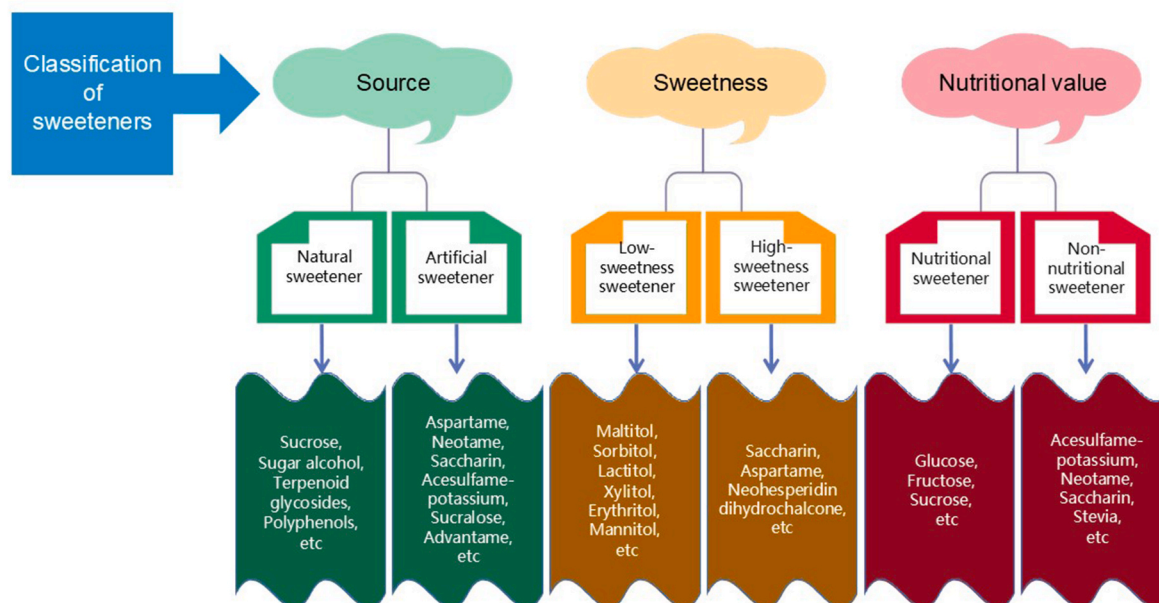 Classification
of
sweeteners
Source
Sweetness
Nutritional value
Natural
sweetener
Artificial
sweetener
Low-
sweetness
sweetener
High-
sweetness
sweetener
Nutritional
sweetener
Non-
nutritional
sweetener
Sucrose,
Sugar alcohol,
Terpenoid
glycosides,
Polyphenols,
etc
Aspartame,
Neotame,
Saccharin,
Acesulfame-
potassium,
Sucralose,
Advantame,
etc
Maltitol,
Sorbitol,
Lactitol,
Xylitol,
Erythritol,
Mannitol,
etc
Saccharin,
Aspartame,
Neohesperidin
dihydrochalcone,
etc
Glucose,
Fructose,
Sucrose,
etc
Acesulfame-
potassium,
Neotame,
Saccharin,
Stevia,
etc